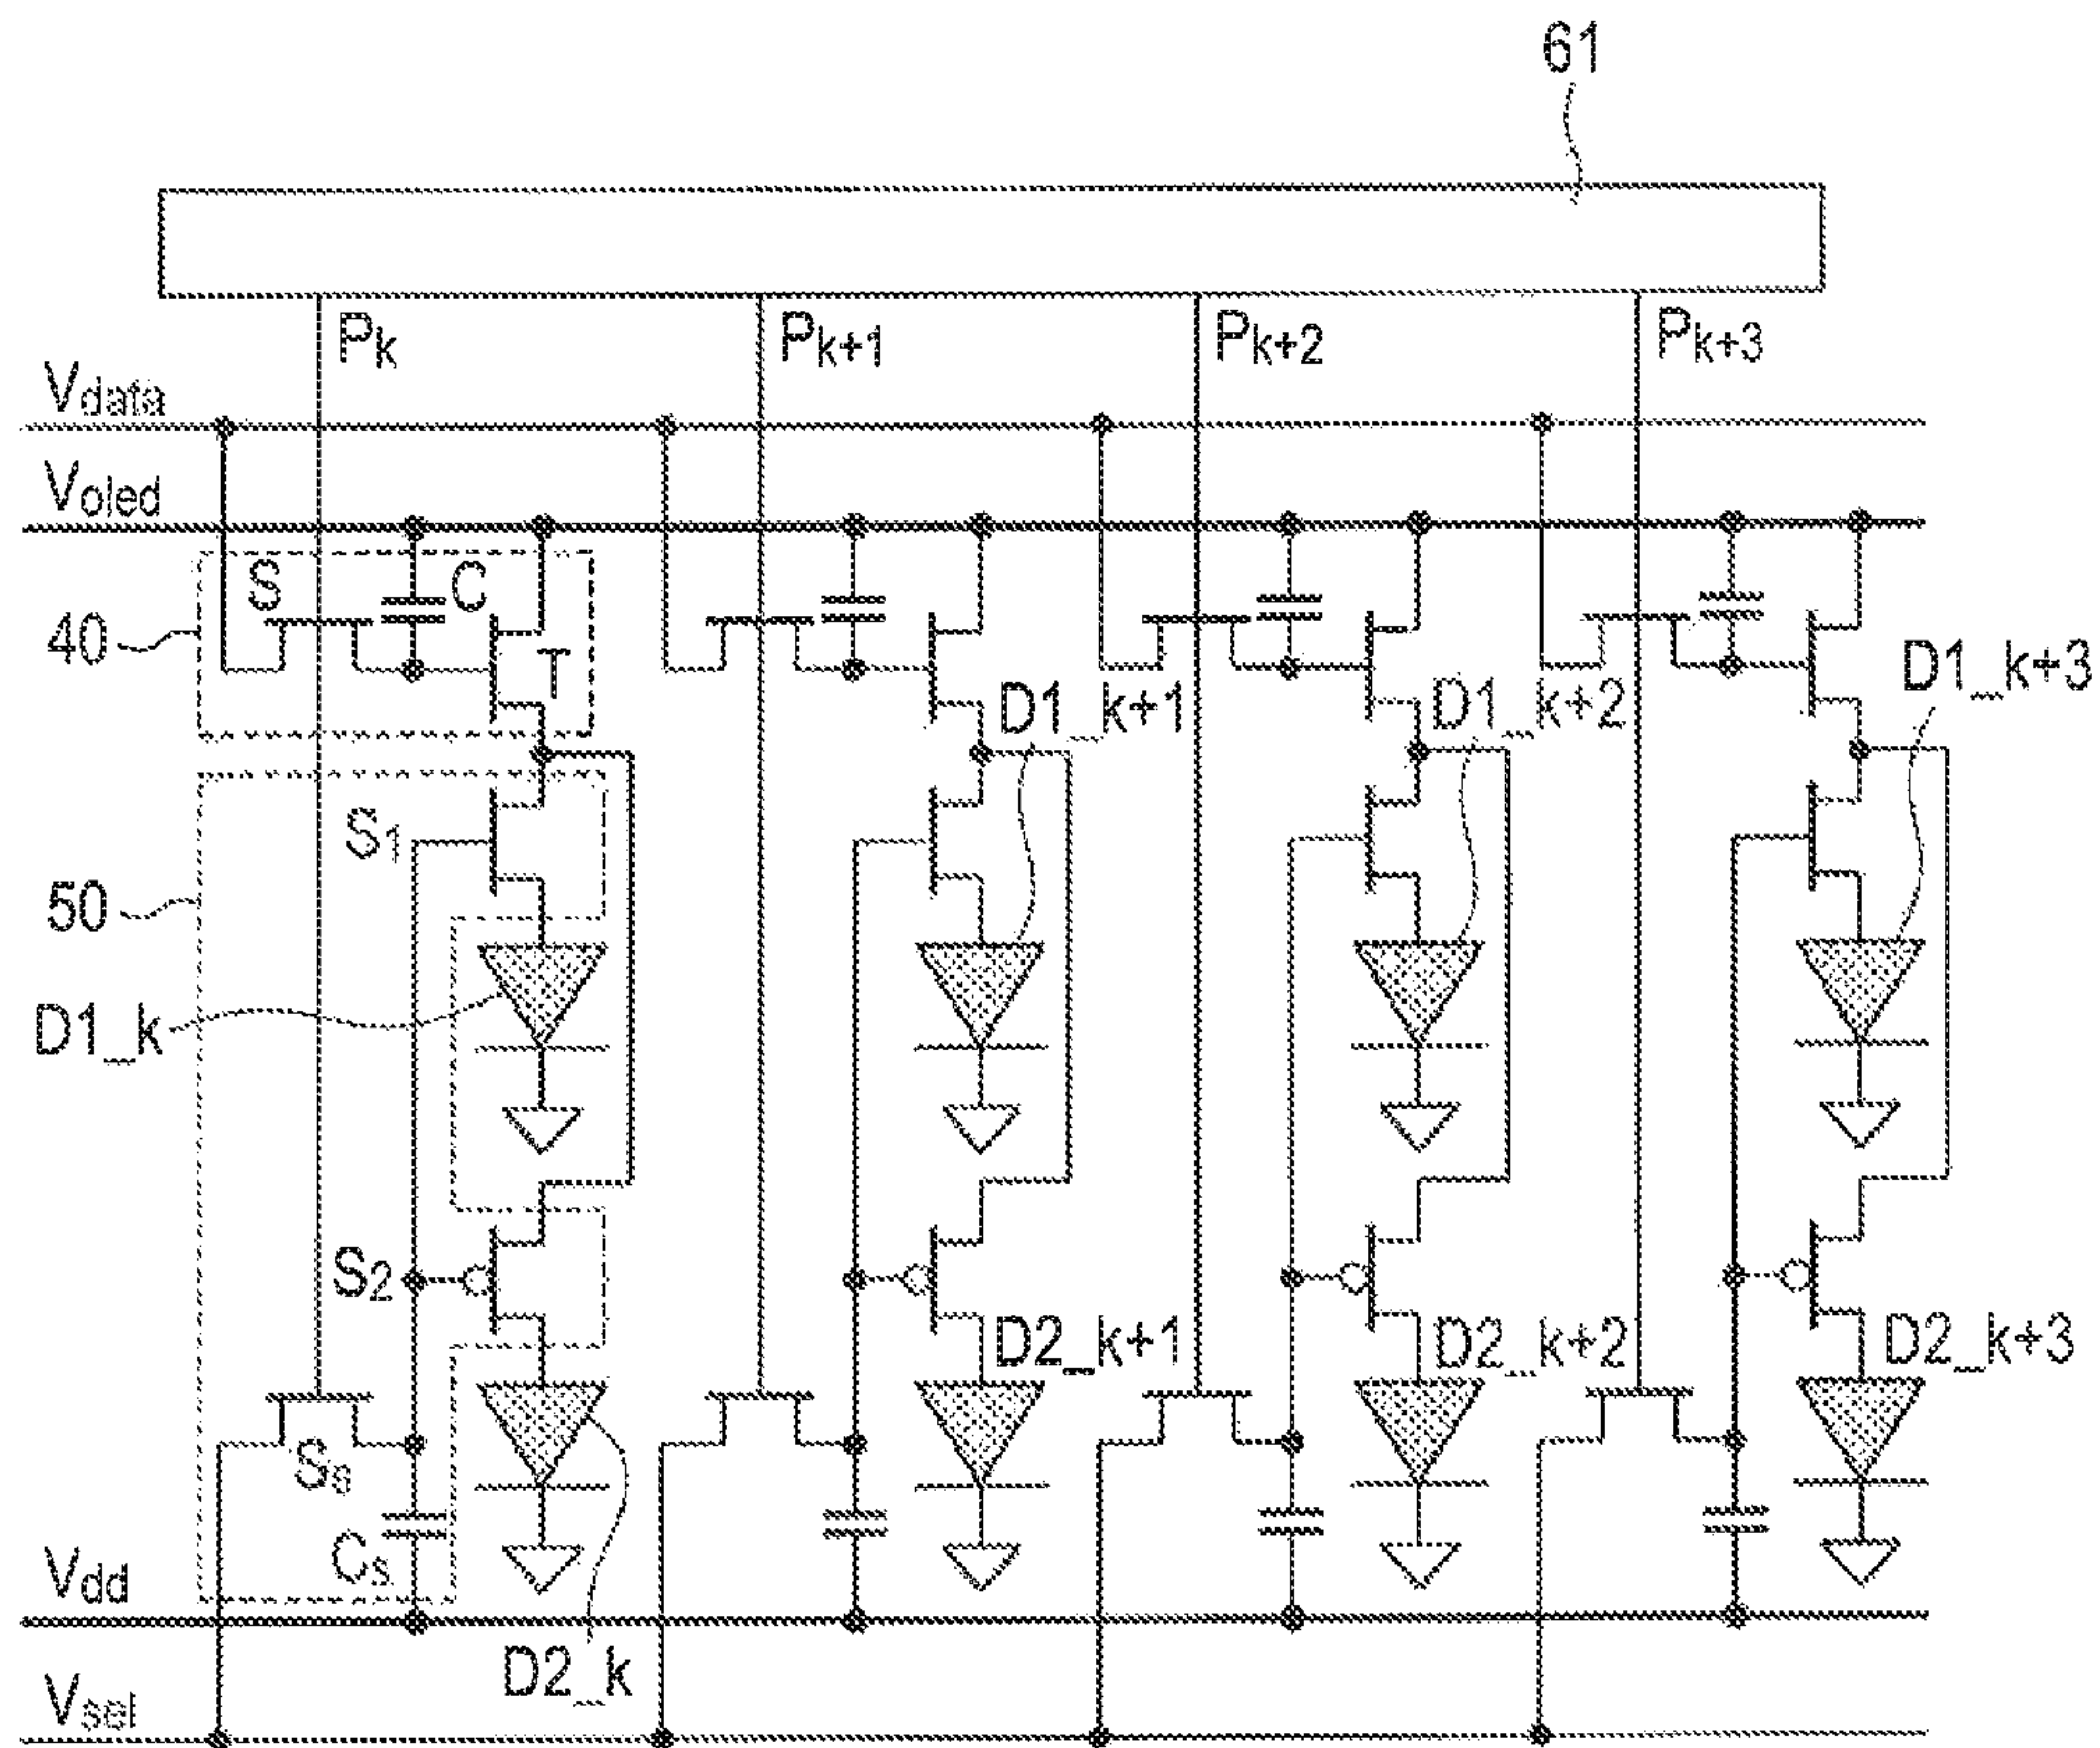 61
Pk Pk+1 Pk+2 Pk+3
Vdata
Voled
S C
40
T
D1_k+1 D1_k+2 D1_k+3
S1
50
D1_k
S2
D2_k+1 D2_k+2 D2_k+3
Ss
Cs
Vdd
D2_k
Vsel